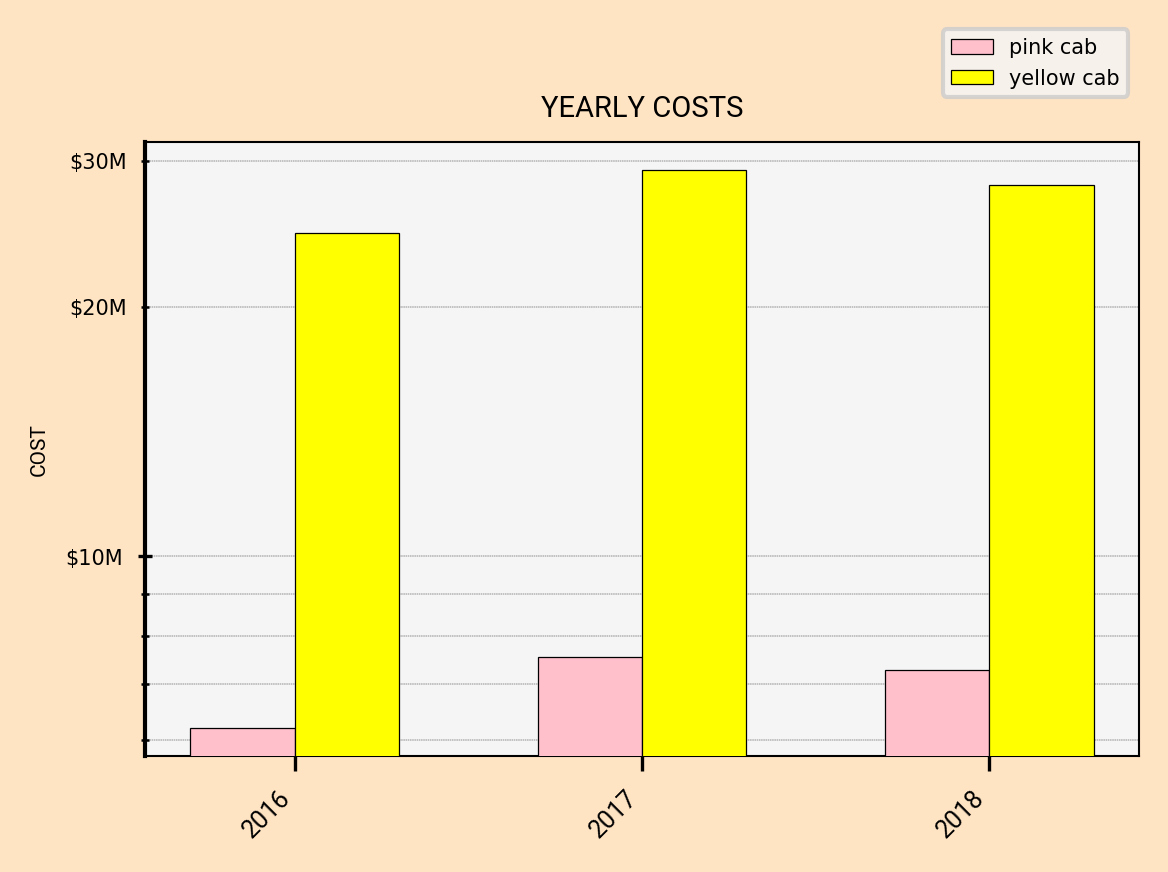 pink cab
yellow cab
YEARLY COSTS
$30M
$20M
$10M
COST
2016
2017
2018